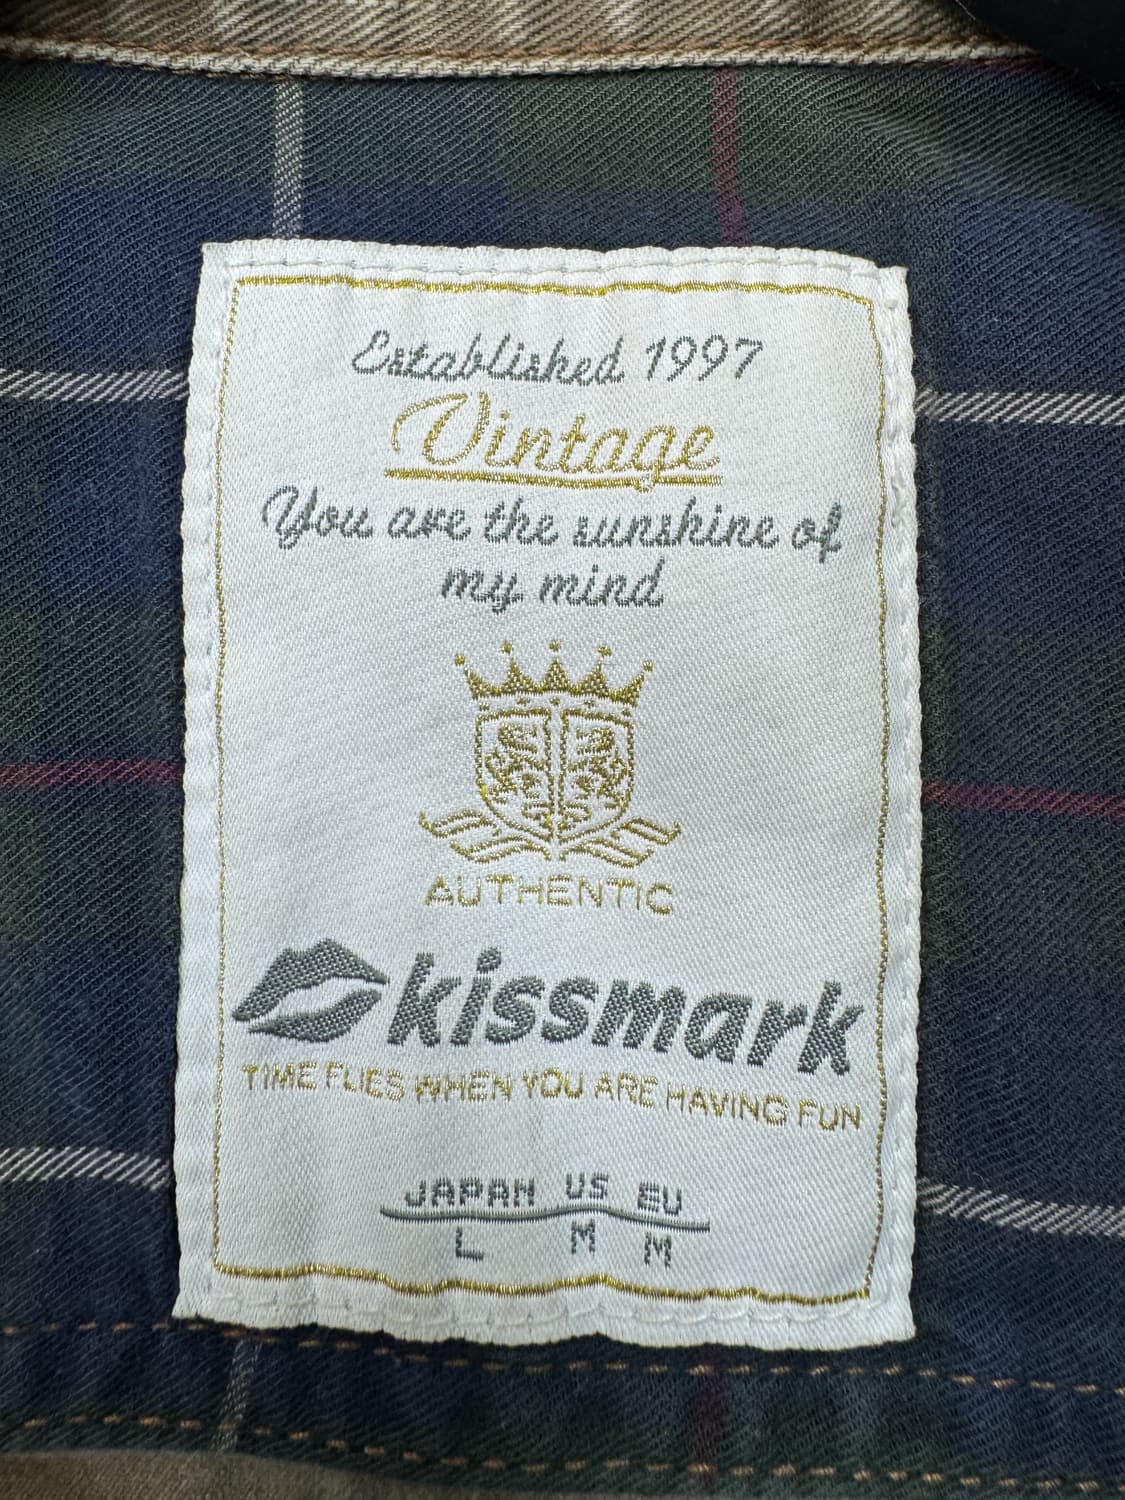 Established 1997
Vintage
You are the sunshine of
my mind
AUTHENTIC
kissmark
TIME FLIES WHEN YOU ARE HAVING FUN
JAPAN US EU
L M M